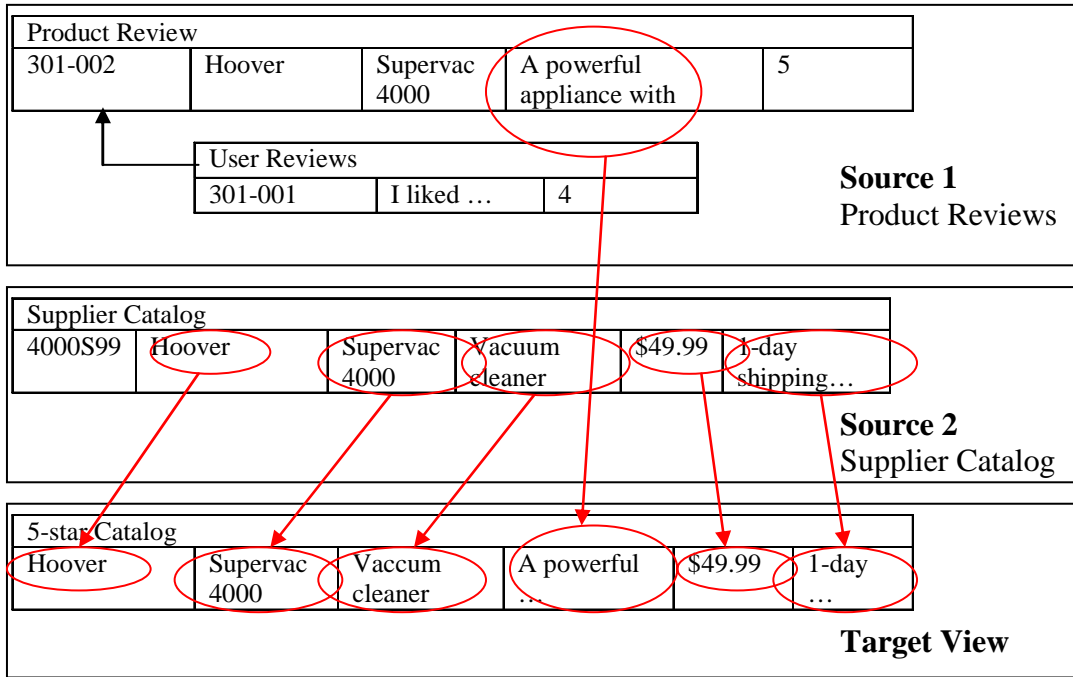 Product Review
301-002 Hoover Supervac 4000 A powerful appliance with 5
User Reviews
301-001 I liked … 4
Source 1
Product Reviews
Supplier Catalog
4000S99 Hoover Supervac 4000 Vacuum cleaner $49.99 1-day shipping…
Source 2
Supplier Catalog
5-star Catalog
Hoover Supervac 4000 Vaccum cleaner A powerful … $49.99 1-day …
Target View